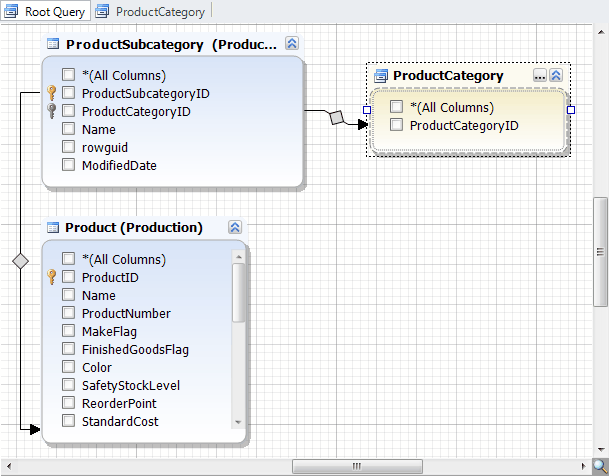 Root Query
ProductCategory
ProductSubcategory (Produc...
*(All Columns)
ProductSubcategoryID
ProductCategoryID
Name
rowguid
ModifiedDate
ProductCategory
...
*(All Columns)
ProductCategoryID
Product (Production)
*(All Columns)
ProductID
Name
ProductNumber
MakeFlag
FinishedGoodsFlag
Color
SafetyStockLevel
ReorderPoint
StandardCost